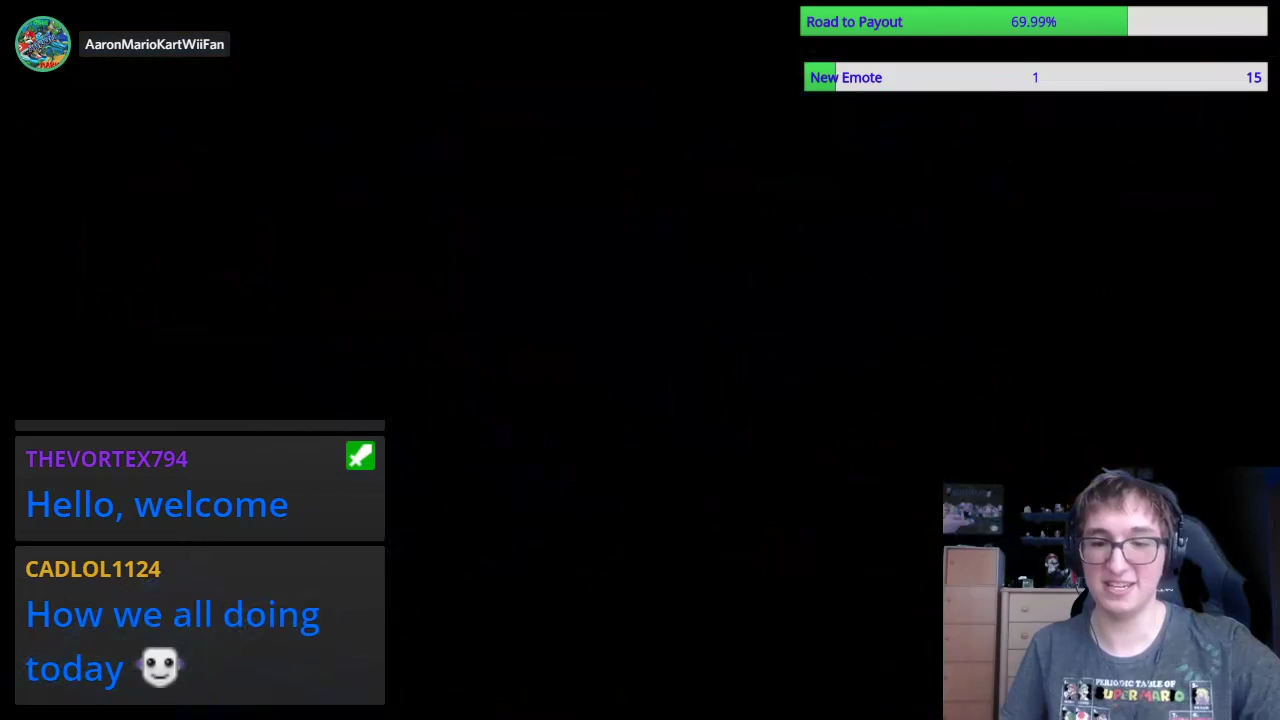 AaronMarioKartWiiFan
Road to Payout 69.99%
New Emote 1 15
THEVORTEX794
Hello, welcome
CADLOL1124
How we all doing
today
PERIODIC TABLE OF
SUPER MARIO